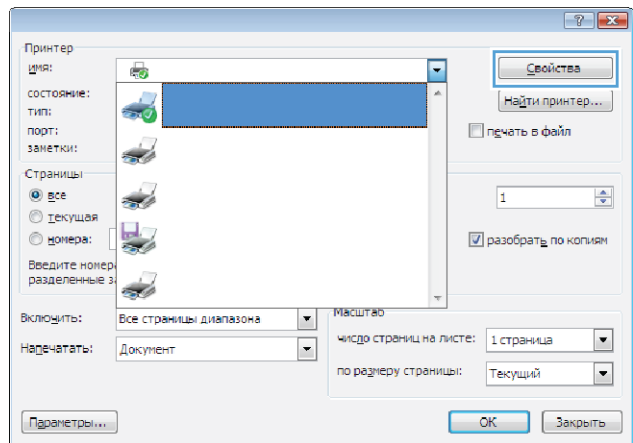 Принтер
имя:
Свойства
состояние:
Найти принтер...
тип:
порт:
печать в файл
заметки:
Страницы
все
1
текущая
номера:
разобрать по копиям
Введите
разделенные
Включить:
Все страницы диапазона
Масштаб
число страниц на листе:
1 страница
Напечатать:
Документ
по размеру страницы:
Текущий
Параметры...
ОК
Закрыть